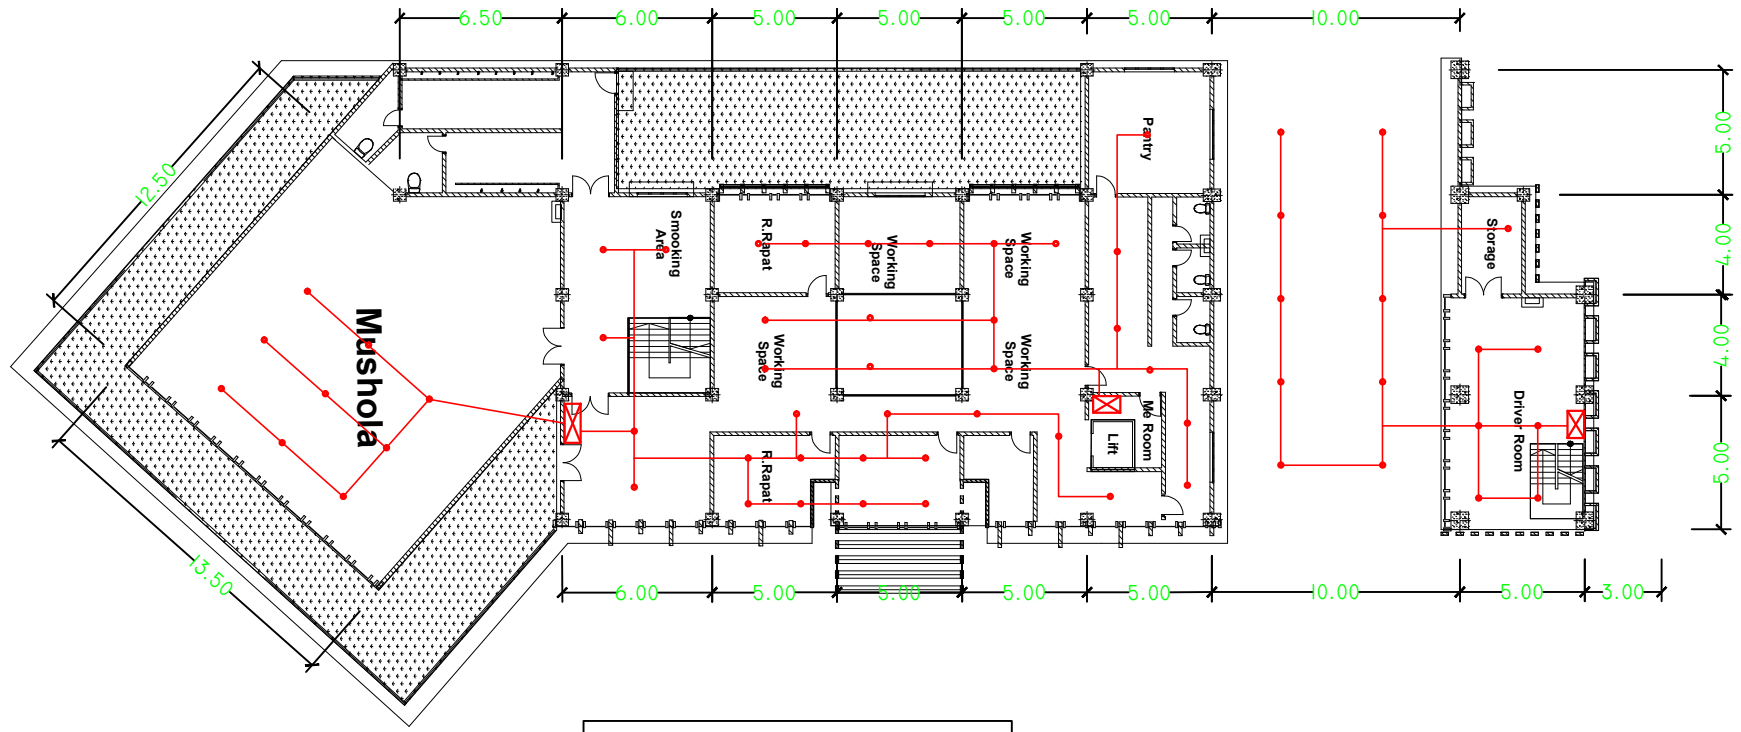 6.50
6.00
5.00
5.00
5.00
5.00
10.00
12.50
13.50
5.00
4.00
4.00
5.00
Mushola
Smooking
Area
R.Rapat
Working
Space
Working
Space
Working
Space
Working
Space
R.Rapat
Pantry
Me Room
Lift
Storage
Driver Room
6.00
5.00
5.00
5.00
5.00
10.00
5.00
3.00